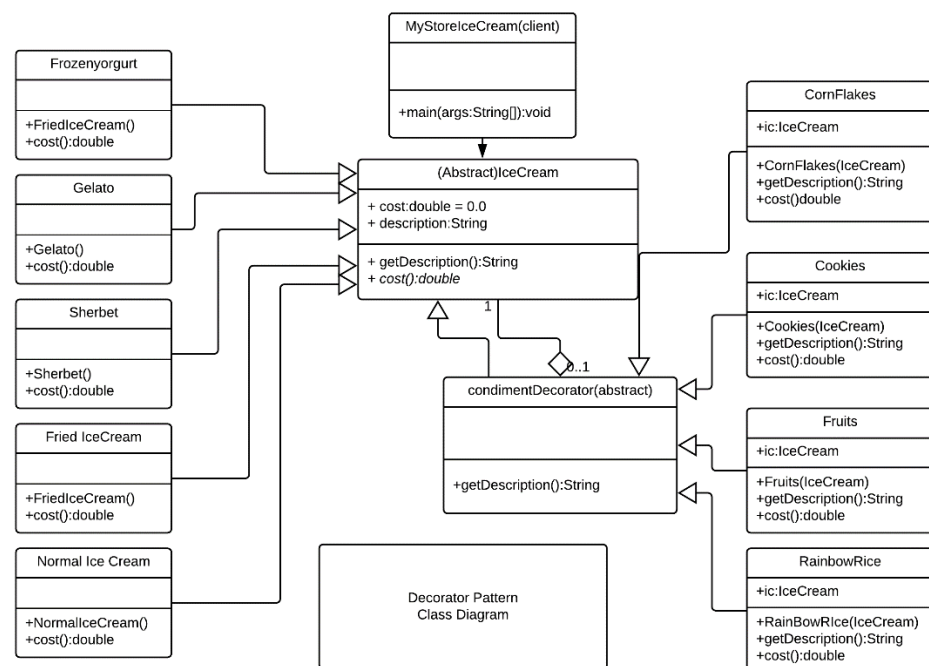 MyStoreIceCream(client)
+main(args:String[]):void
Frozenyorgurt
+FriedIceCream()
+cost():double
Gelato
+Gelato()
+cost():double
Sherbet
+Sherbet()
+cost():double
Fried IceCream
+FriedIceCream()
+cost():double
Normal Ice Cream
+NormalIceCream()
+cost():double
(Abstract)IceCream
+ cost:double = 0.0
+ description:String
+ getDescription():String
+ cost():double
1
0..1
condimentDecorator(abstract)
+getDescription():String
Decorator Pattern
Class Diagram
CornFlakes
+ic:IceCream
+CornFlakes(IceCream)
+getDescription():String
+cost()double
Cookies
+ic:IceCream
+Cookies(IceCream)
+getDescription():String
+cost():double
Fruits
+ic:IceCream
+Fruits(IceCream)
+getDescription():String
+cost():double
RainbowRice
+ic:IceCream
+RainBowRIce(IceCream)
+getDescription():String
+cost():double